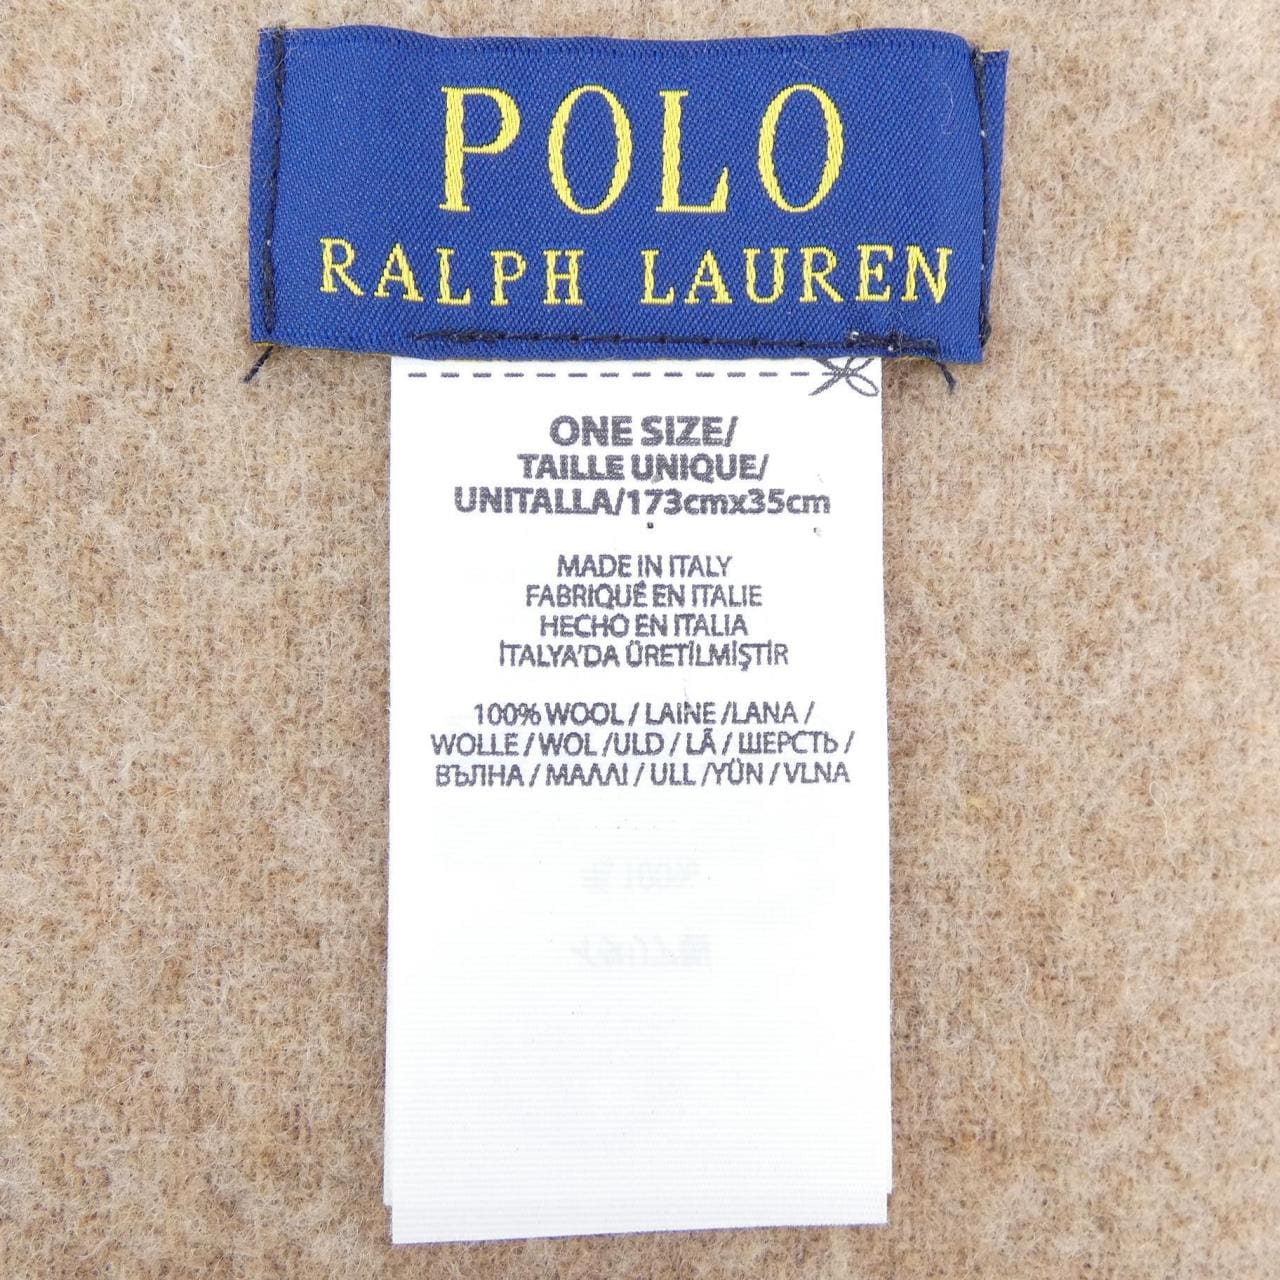 POLO
RALPH LAUREN
ONE SIZE/
TAILLE UNIQUE/
UNITALLA/173cmx35cm
MADE IN ITALY
FABRIQUÉ EN ITALIE
HECHO EN ITALIA
İTALYA'DA ÜRETİLMİŞTİR
100% WOOL / LAINE /LANA /
WOLLE / WOL /ULD / LÃ / ШЕРСТЬ /
ВЪЛНА / ΜΑΛΛΙ / ULL /YÜN / VLNA